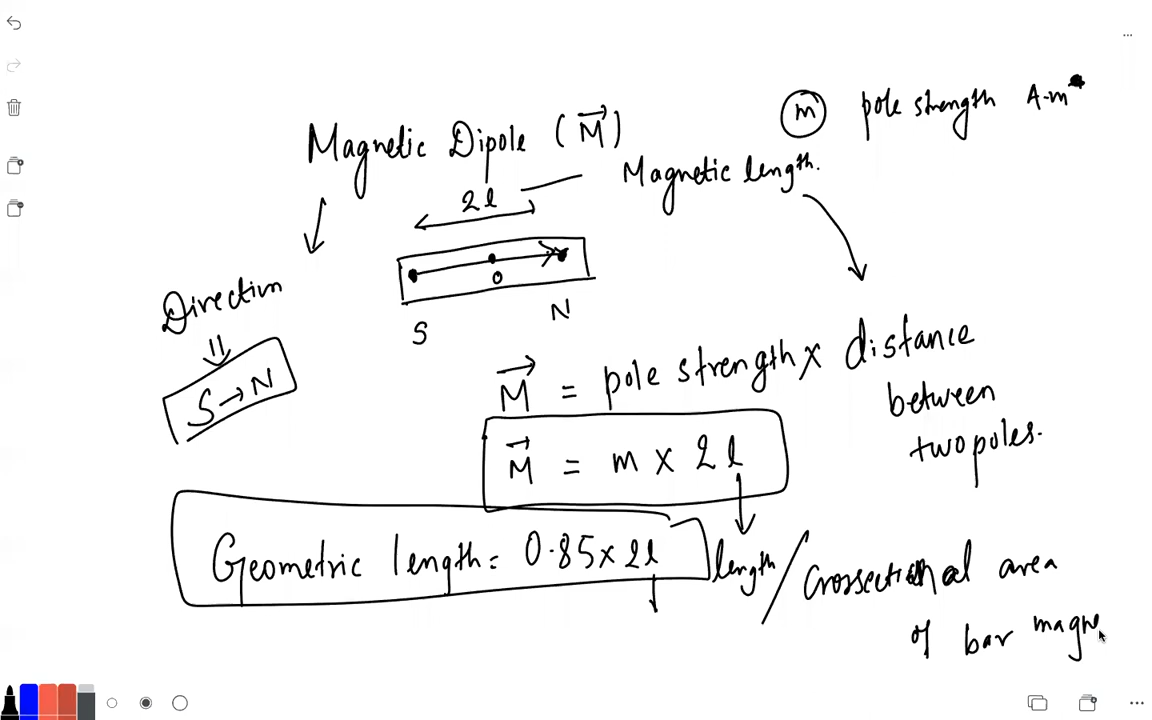 m pole strength A-m
Magnetic Dipole (M)
2l
Magnetic length.
O
S N
Direction
S→N
M = pole strength x distance
between
two poles.
M = m x 2l
Geometric length = 0.85 x 2l
length / Crossectional area
of bar magne